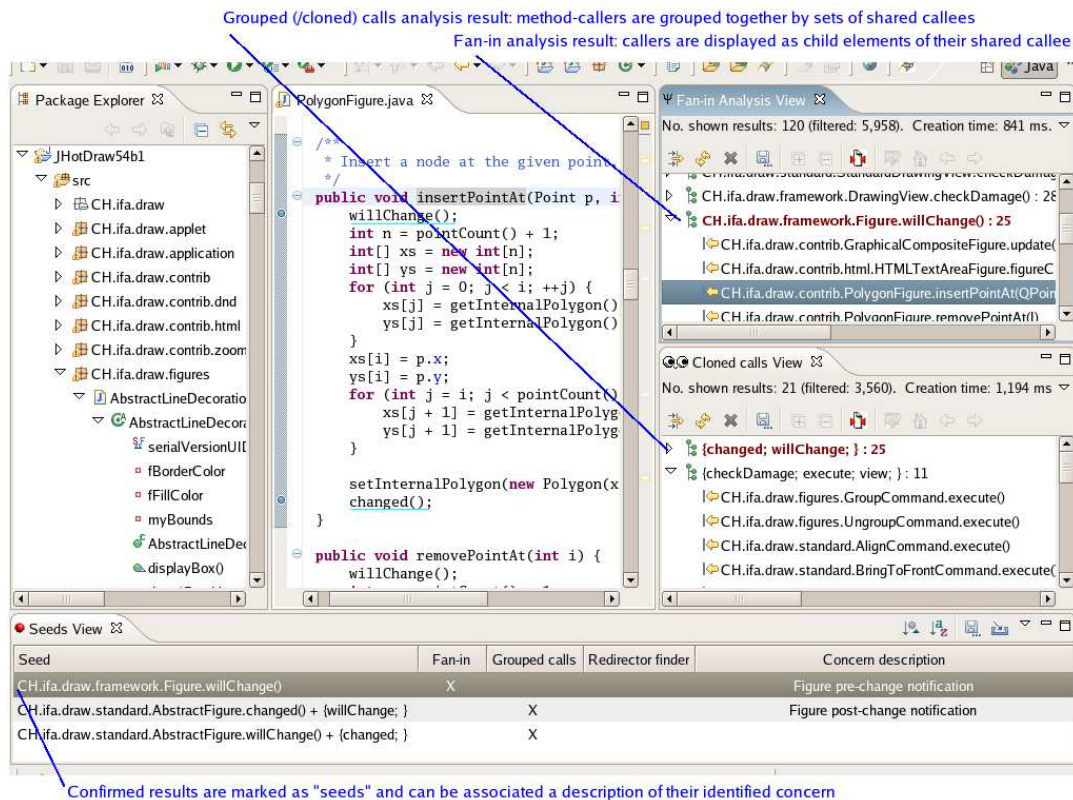 Grouped (/cloned) calls analysis result: method-callers are grouped together by sets of shared callees
Fan-in analysis result: callers are displayed as child elements of their shared callee
Java
Package Explorer
JHotDraw54b1
src
CH.ifa.draw
CH.ifa.draw.applet
CH.ifa.draw.application
CH.ifa.draw.contrib
CH.ifa.draw.contrib.dnd
CH.ifa.draw.contrib.html
CH.ifa.draw.contrib.zoom
CH.ifa.draw.figures
AbstractLineDecoratio
AbstractLineDecora
serialVersionUID
fBorderColor
fFillColor
myBounds
AbstractLineDec
displayBox()
PolygonFigure.java
/**
* Insert a node at the given point.
*/
public void insertPointAt(Point p, i
willChange();
int n = pointCount() + 1;
int[] xs = new int[n];
int[] ys = new int[n];
for (int j = 0; j < i; ++j) {
xs[j] = getInternalPolygon()
ys[j] = getInternalPolygon()
}
xs[i] = p.x;
ys[i] = p.y;
for (int j = i; j < pointCount()
xs[j + 1] = getInternalPolyg
ys[j + 1] = getInternalPolyg
}
setInternalPolygon(new Polygon(x
changed();
}
public void removePointAt(int i) {
willChange();
Fan-in Analysis View
No. shown results: 120 (filtered: 5,958). Creation time: 841 ms.
CH.ifa.draw.framework.DrawingView.checkDamage() : 28
CH.ifa.draw.framework.Figure.willChange() : 25
CH.ifa.draw.contrib.GraphicalCompositeFigure.update(
CH.ifa.draw.contrib.html.HTMLTextAreaFigure.figureC
CH.ifa.draw.contrib.PolygonFigure.insertPointAt(QPoin
CH.ifa.draw.contrib.PolygonFigure.removePointAt(I)
Cloned calls View
No. shown results: 21 (filtered: 3,560). Creation time: 1,194 ms
{changed; willChange; } : 25
{checkDamage; execute; view; } : 11
CH.ifa.draw.figures.GroupCommand.execute()
CH.ifa.draw.figures.UngroupCommand.execute()
CH.ifa.draw.standard.AlignCommand.execute()
CH.ifa.draw.standard.BringToFrontCommand.execute(
Seeds View
Seed Fan-in Grouped calls Redirector finder Concern description
CH.ifa.draw.framework.Figure.willChange() X Figure pre-change notification
CH.ifa.draw.standard.AbstractFigure.changed() + {willChange; } X Figure post-change notification
CH.ifa.draw.standard.AbstractFigure.willChange() + {changed; } X
Confirmed results are marked as "seeds" and can be associated a description of their identified concern